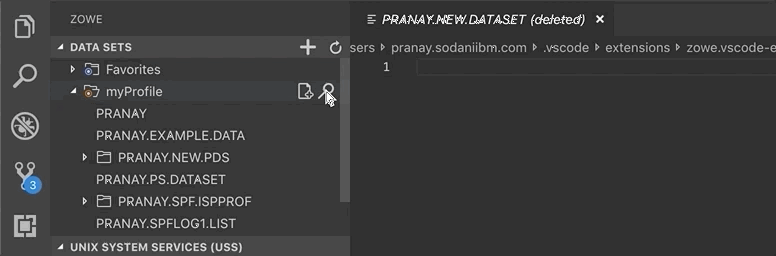 ZOWE
DATA SETS
Favorites
myProfile
PRANAY
PRANAY.EXAMPLE.DATA
PRANAY.NEW.PDS
PRANAY.PS.DATASET
PRANAY.SPF.ISPPROF
PRANAY.SPFLOG1.LIST
UNIX SYSTEM SERVICES (USS)
3
PRANAY.NEW.DATASET (deleted)
sers pranay.sodaniibm.com .vscode extensions zowe.vscode-e
1